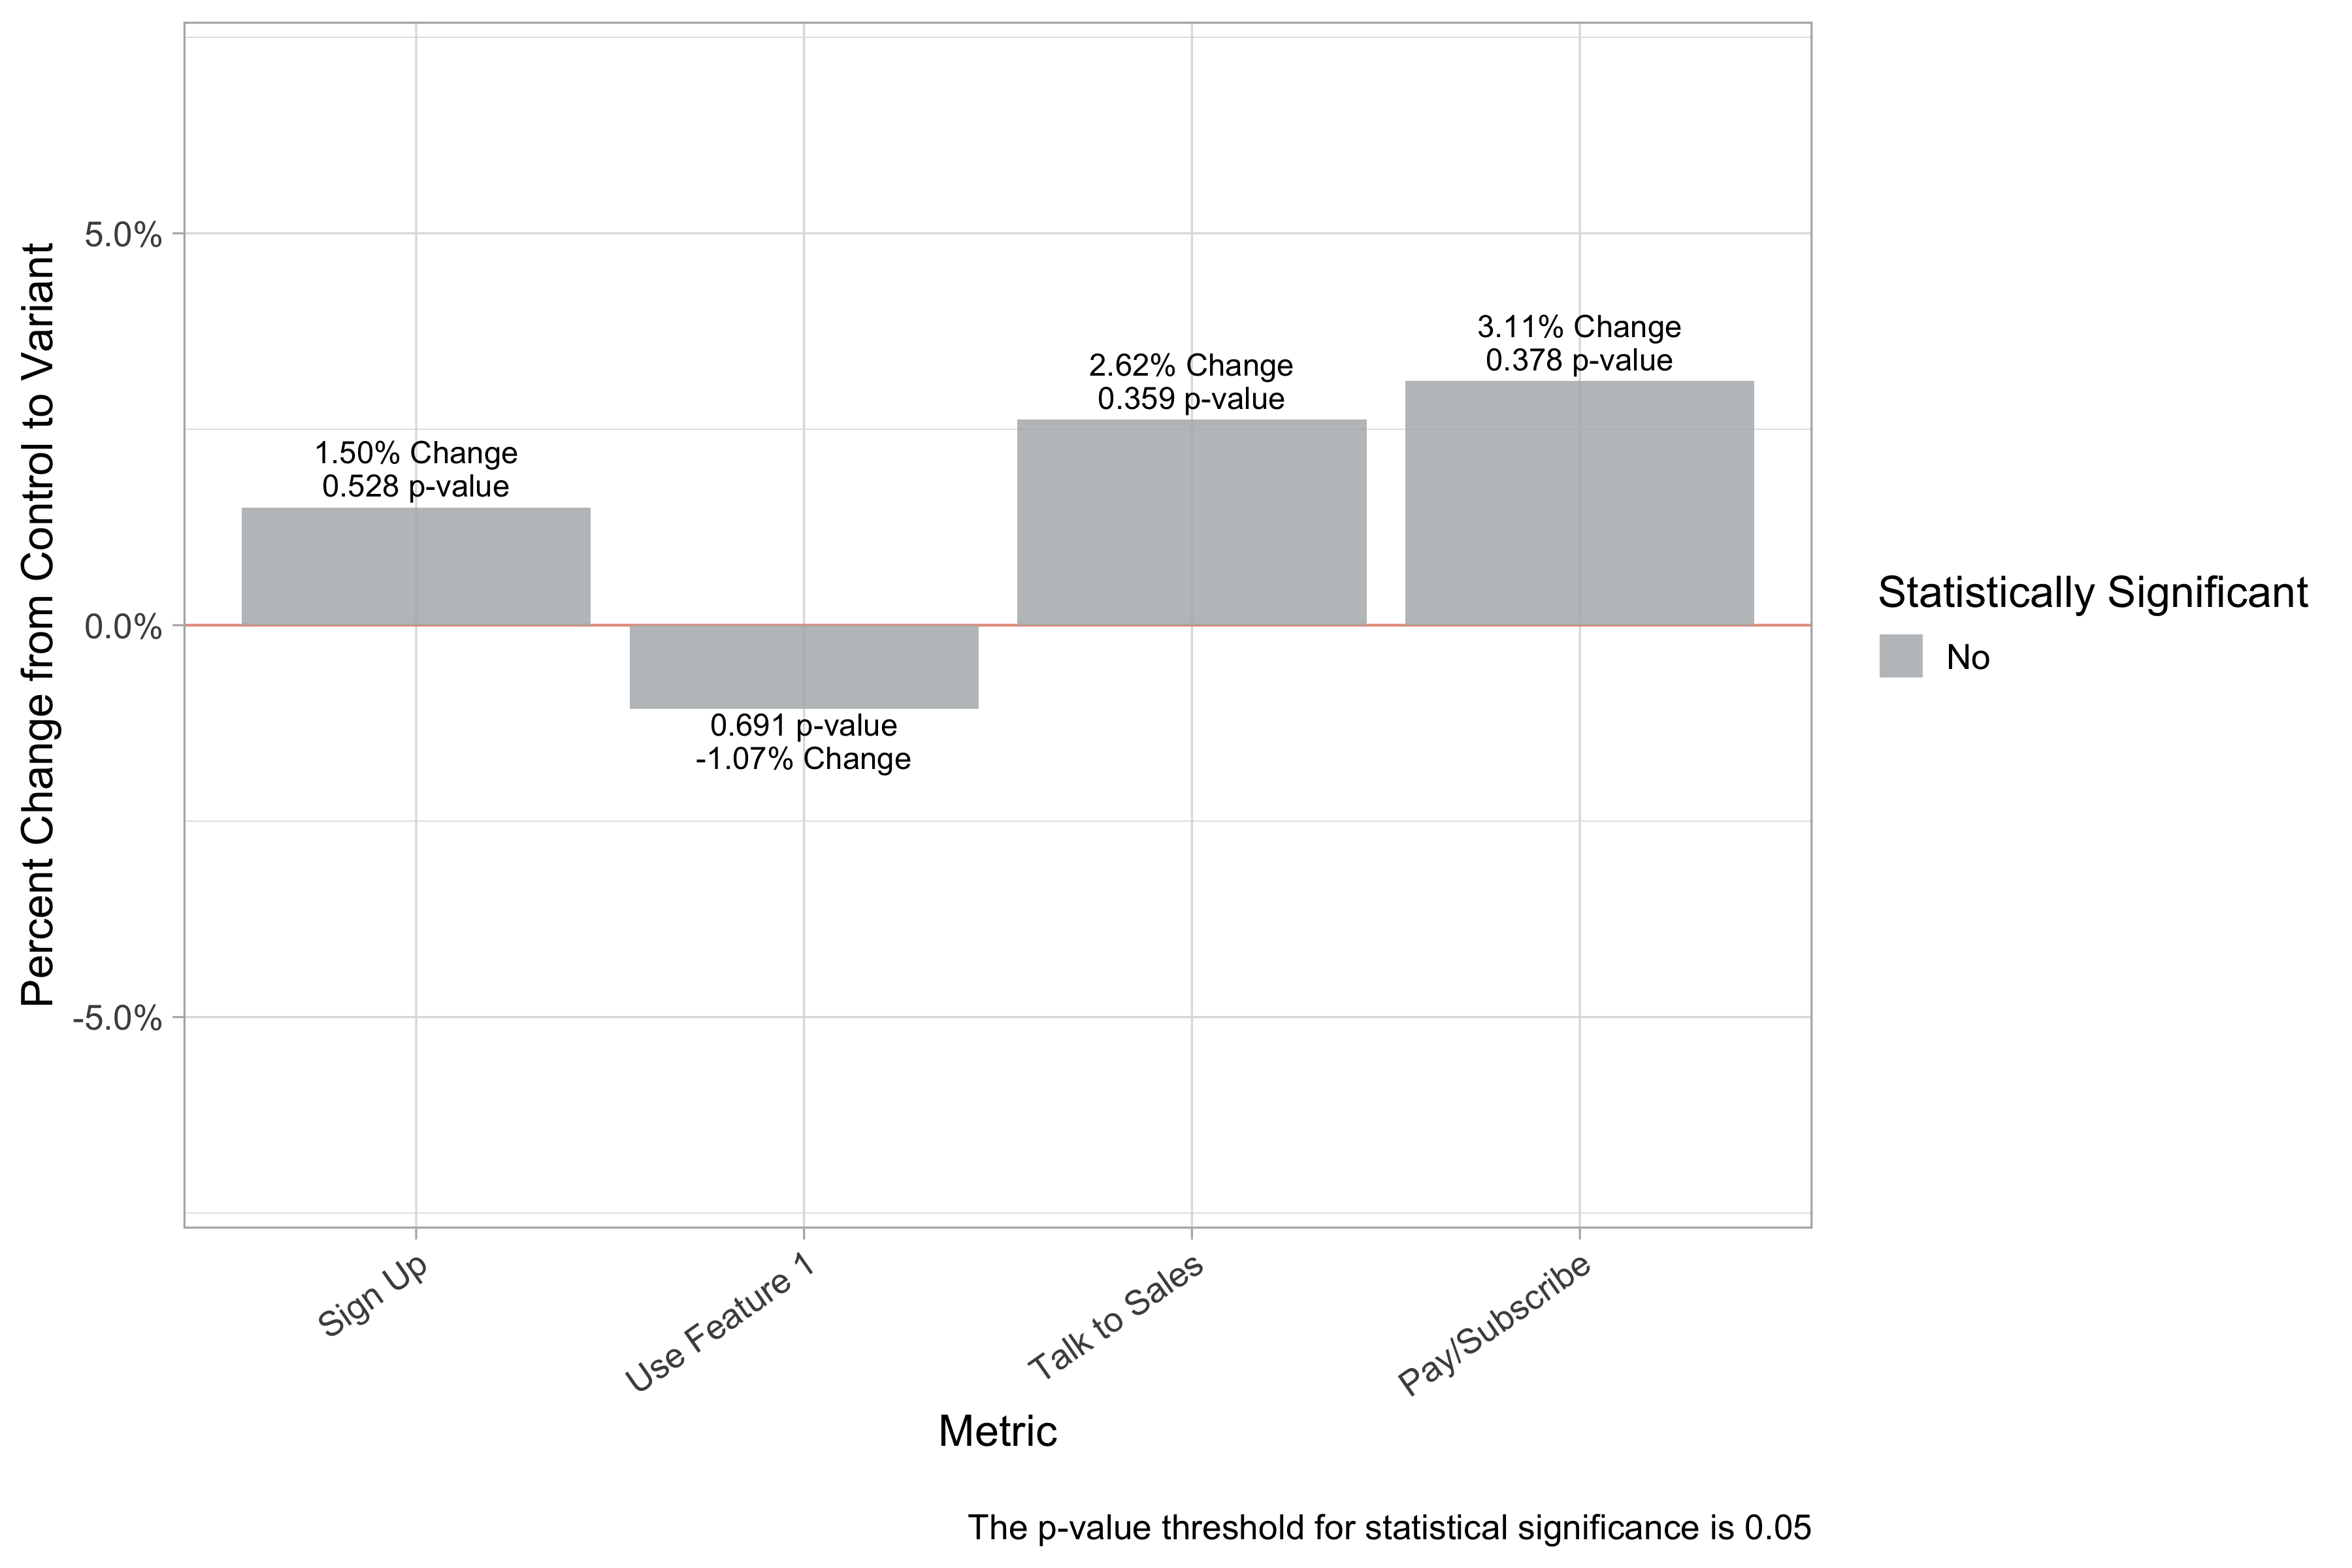 Percent Change from Control to Variant
5.0%
0.0%
-5.0%
1.50% Change
0.528 p-value
0.691 p-value
-1.07% Change
2.62% Change
0.359 p-value
3.11% Change
0.378 p-value
Sign Up
Use Feature 1
Talk to Sales
Pay/Subscribe
Metric
Statistically Significant
No
The p-value threshold for statistical significance is 0.05